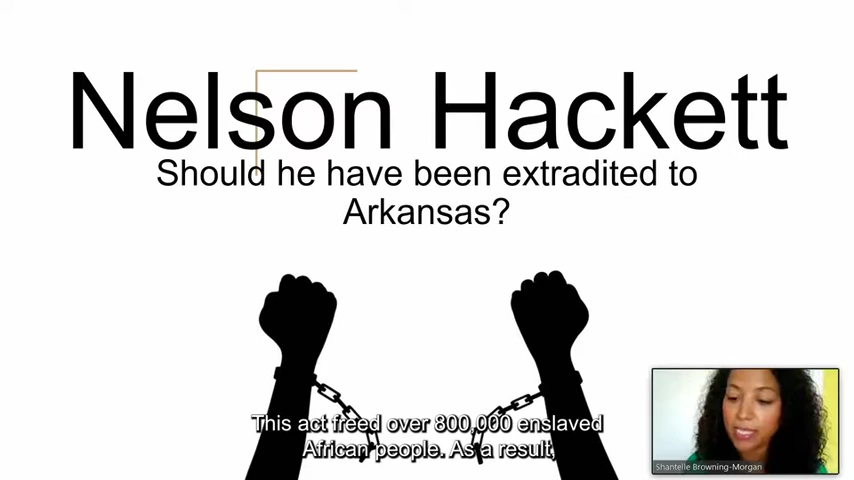 Nelson Hackett
Should he have been extradited to
Arkansas?
This act freed over 800,000 enslaved
African people. As a result,
Shantelle Browning-Morgan